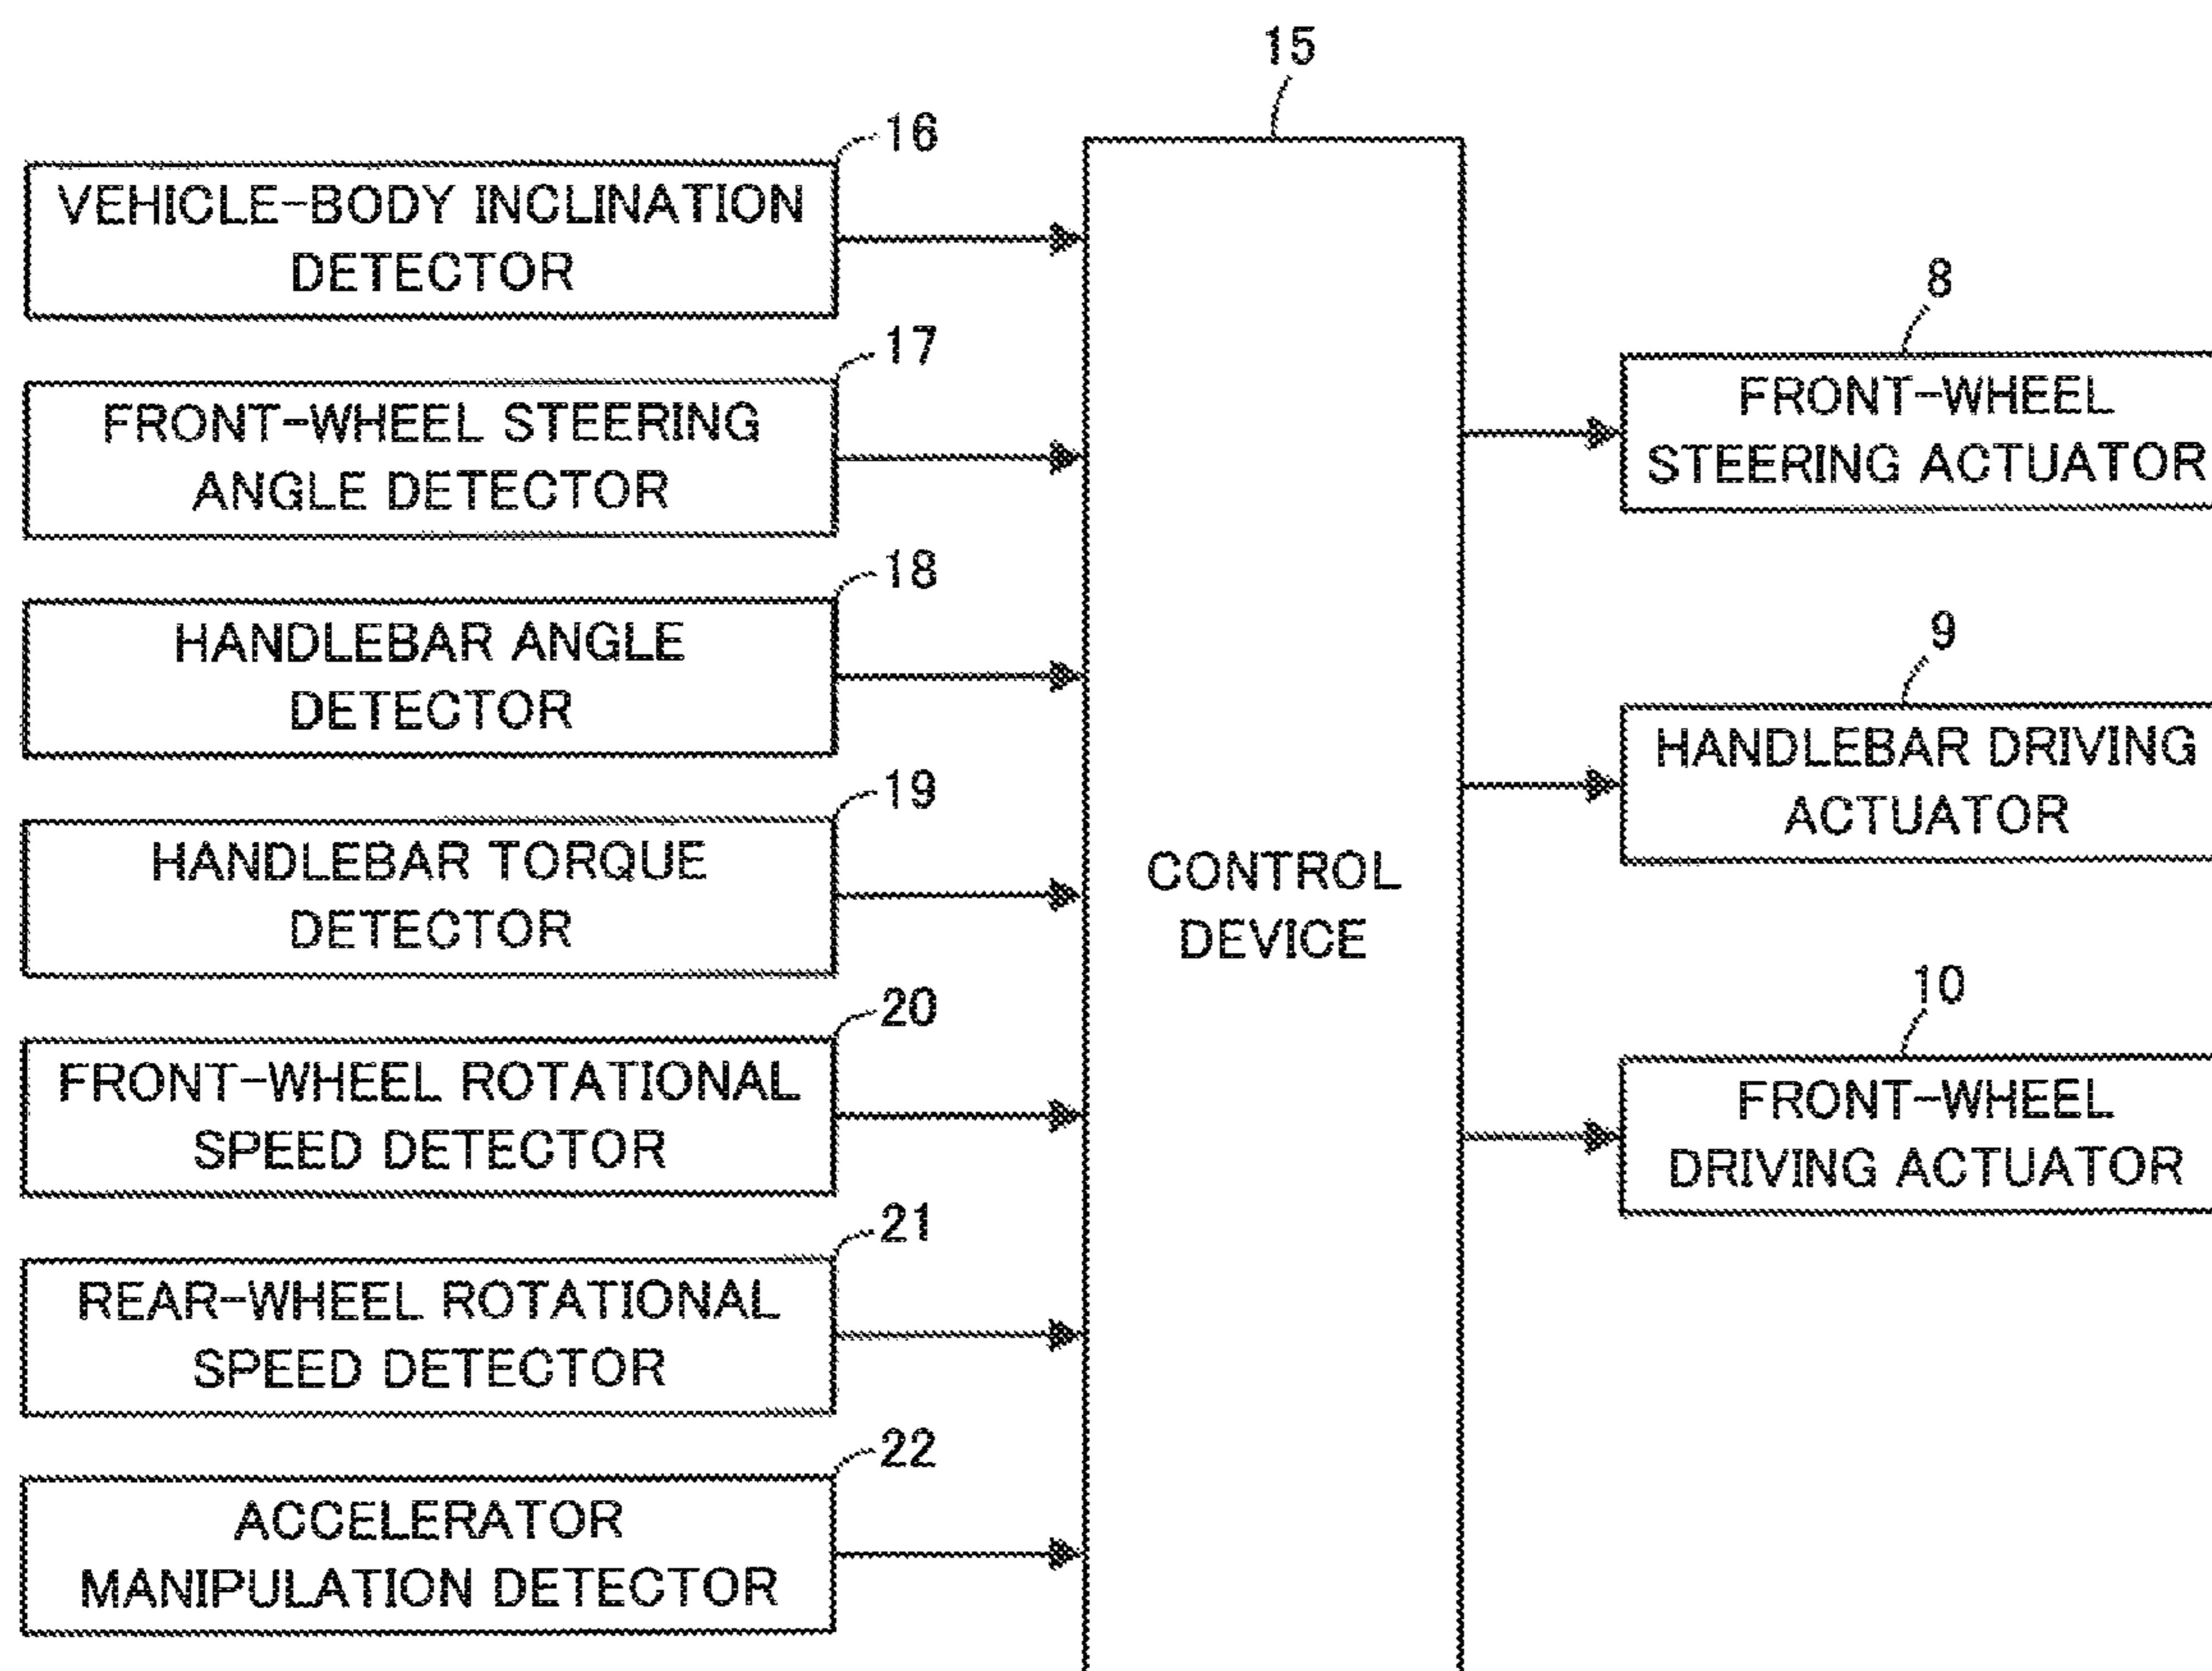 15
16
VEHICLE-BODY INCLINATION
DETECTOR
17
FRONT-WHEEL STEERING
ANGLE DETECTOR
18
HANDLEBAR ANGLE
DETECTOR
19
HANDLEBAR TORQUE
DETECTOR
20
FRONT-WHEEL ROTATIONAL
SPEED DETECTOR
21
REAR-WHEEL ROTATIONAL
SPEED DETECTOR
22
ACCELERATOR
MANIPULATION DETECTOR
CONTROL
DEVICE
8
FRONT-WHEEL
STEERING ACTUATOR
9
HANDLEBAR DRIVING
ACTUATOR
10
FRONT-WHEEL
DRIVING ACTUATOR